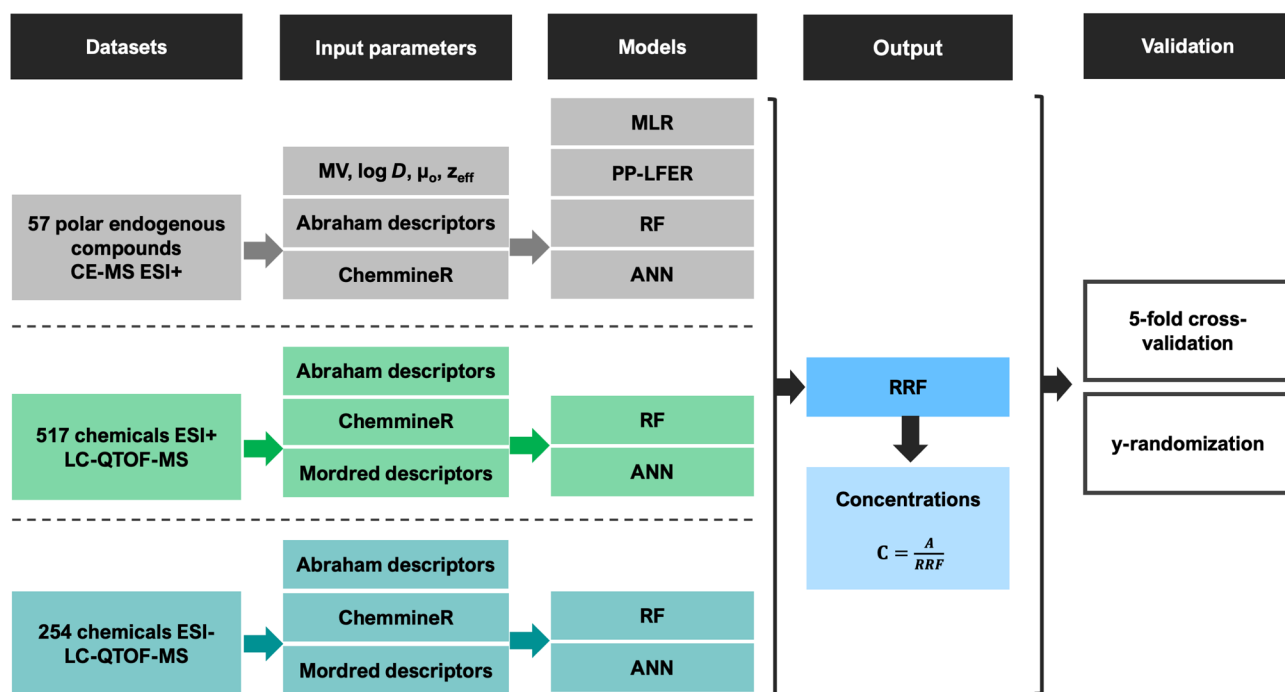 Datasets
Input parameters
Models
Output
Validation
57 polar endogenous
compounds
CE-MS ESI+
MV, log D, µo, zeff
Abraham descriptors
ChemmineR
MLR
PP-LFER
RF
ANN
517 chemicals ESI+
LC-QTOF-MS
Abraham descriptors
ChemmineR
Mordred descriptors
RF
ANN
254 chemicals ESI-
LC-QTOF-MS
Abraham descriptors
ChemmineR
Mordred descriptors
RF
ANN
RRF
Concentrations
C = A/RRF
5-fold cross-
validation
y-randomization